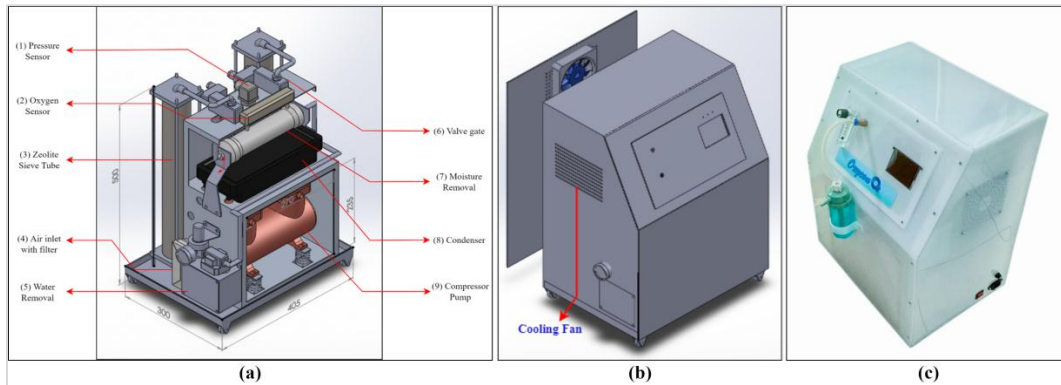 (1) Pressure
Sensor
(2) Oxygen
Sensor
(3) Zeolite
Sieve Tube
(4) Air inlet
with filter
(5) Water
Removal
(6) Valve gate
(7) Moisture
Removal
(8) Condenser
(9) Compressor
Pump
300
405
Cooling Fan
(a)
(b)
(c)